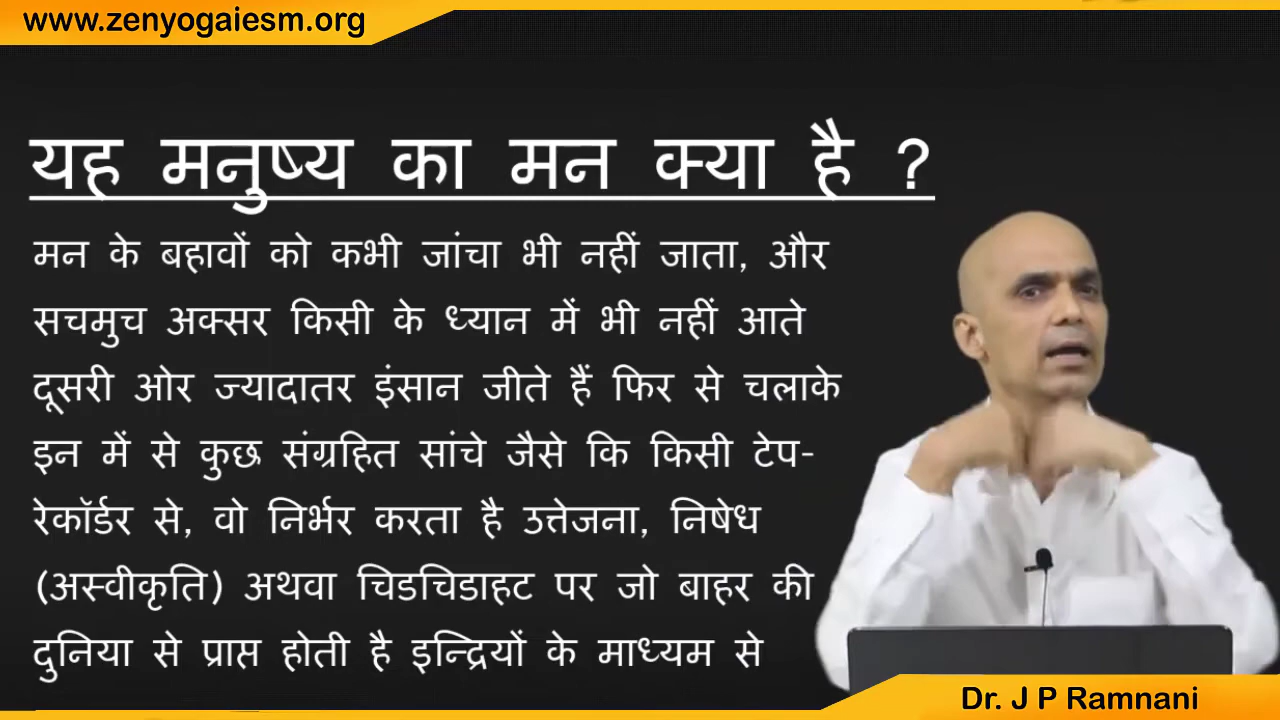 www.zenyogaiesm.org
यह मनुष्य का मन क्या है ?
मन के बहावों को कभी जांचा भी नहीं जाता, और
सचमुच अक्सर किसी के ध्यान में भी नहीं आते
दूसरी ओर ज्यादातर इंसान जीते हैं फिर से चलाके
इन में से कुछ संग्रहित सांचे जैसे कि किसी टेप-
रेकॉर्डर से, वो निर्भर करता है उत्तेजना, निषेध
(अस्वीकृति) अथवा चिडचिडाहट पर जो बाहर की
दुनिया से प्राप्त होती है इन्द्रियों के माध्यम से
Dr. J P Ramnani